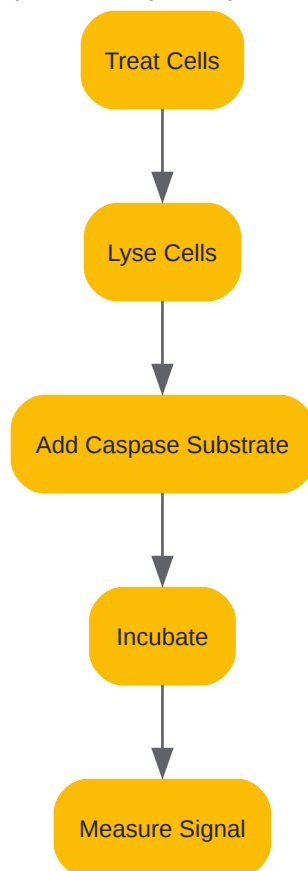 Treat Cells
Lyse Cells
Add Caspase Substrate
Incubate
Measure Signal